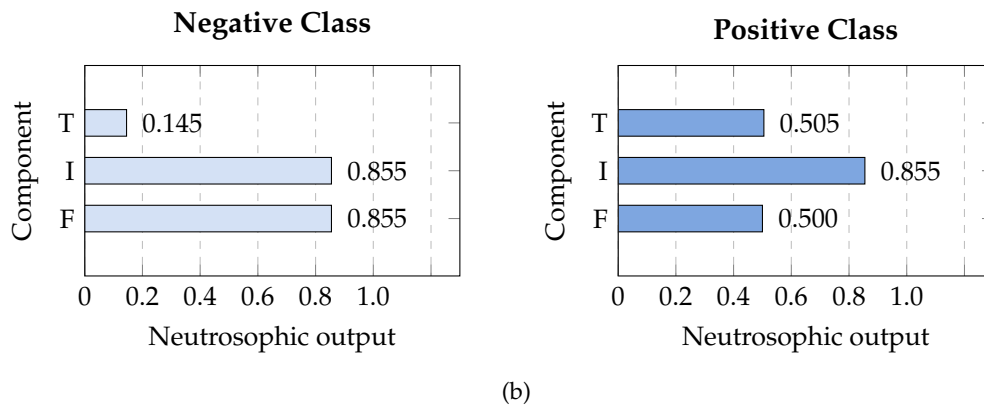 Negative Class
Component
T
0.145
I
0.855
F
0.855
0 0.2 0.4 0.6 0.8 1.0
Neutrosophic output
Positive Class
Component
T
0.505
I
0.855
F
0.500
0 0.2 0.4 0.6 0.8 1.0
Neutrosophic output
(b)